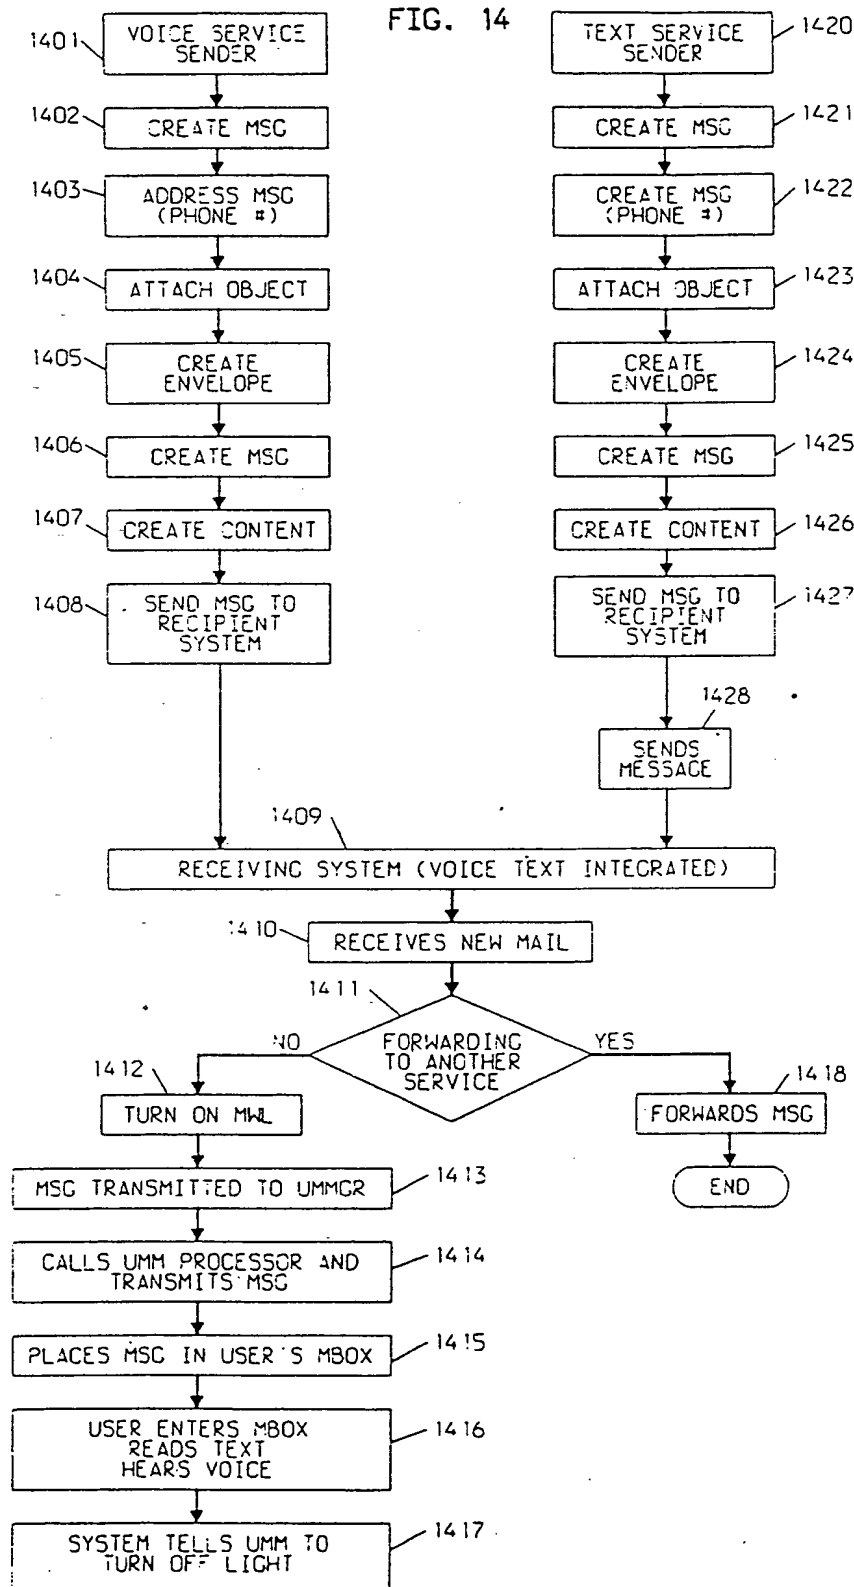 FIG. 14
1401
VOICE SERVICE
SENDER
1402
CREATE MSG
1403
ADDRESS MSG
(PHONE #)
1404
ATTACH OBJECT
1405
CREATE
ENVELOPE
1406
CREATE MSG
1407
CREATE CONTENT
1408
SEND MSG TO
RECIPIENT
SYSTEM
TEXT SERVICE
SENDER
1420
CREATE MSG
1421
CREATE MSG
(PHONE #)
1422
ATTACH OBJECT
1423
CREATE
ENVELOPE
1424
CREATE MSG
1425
CREATE CONTENT
1426
SEND MSG TO
RECIPIENT
SYSTEM
1427
1428
SENDS
MESSAGE
1409
RECEIVING SYSTEM (VOICE TEXT INTEGRATED)
1410
RECEIVES NEW MAIL
1411
FORWARDING
TO ANOTHER
SERVICE
NO
YES
1412
TURN ON MWL
1418
FORWARDS MSG
END
MSG TRANSMITTED TO UMMGR
1413
CALLS UMM PROCESSOR AND
TRANSMITS MSG
1414
PLACES MSG IN USER'S MBOX
1415
USER ENTERS MBOX
READS TEXT
HEARS VOICE
1416
SYSTEM TELLS UMM TO
TURN OFF LIGHT
1417